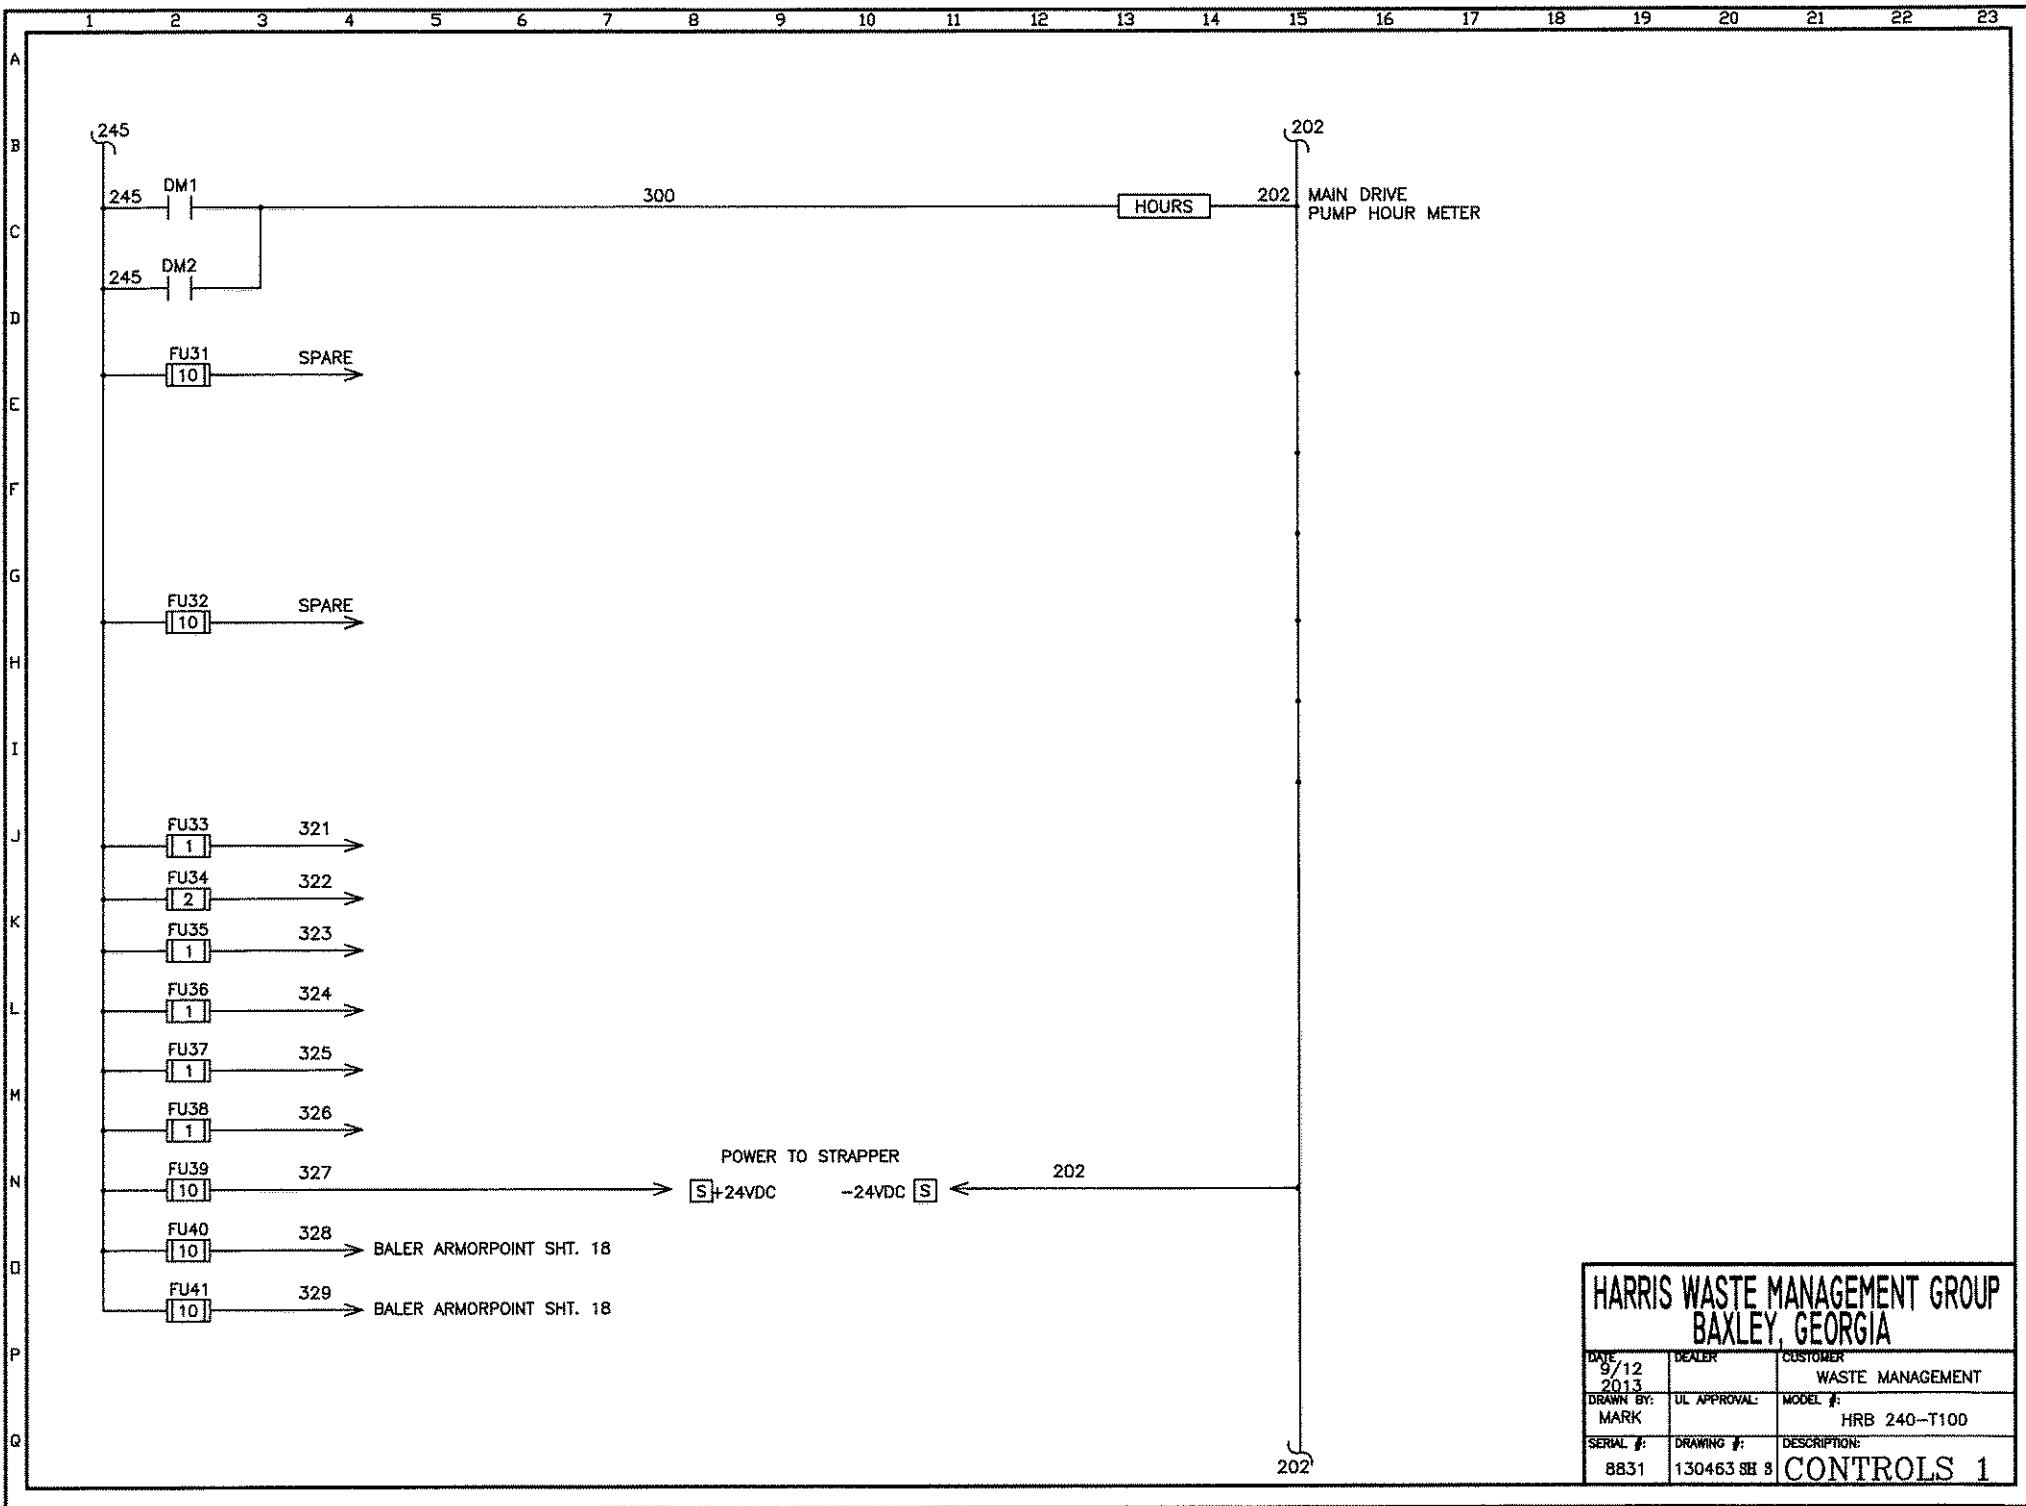 1 2 3 4 5 6 7 8 9 10 11 12 13 14 15 16 17 18 19 20 21 22 23
A
B
C
D
E
F
G
H
I
J
K
L
M
N
O
P
Q
245
202
245
DM1
300
HOURS
202
MAIN DRIVE
PUMP HOUR METER
245
DM2
FU31
10
SPARE
FU32
10
SPARE
FU33
1
321
FU34
2
322
FU35
1
323
FU36
1
324
FU37
1
325
FU38
1
326
FU39
10
327
POWER TO STRAPPER
S +24VDC
-24VDC S
202
FU40
10
328
BALER ARMORPOINT SHT. 18
FU41
10
329
BALER ARMORPOINT SHT. 18
202
HARRIS WASTE MANAGEMENT GROUP
BAXLEY, GEORGIA
DATE
9/12
2013
DEALER
CUSTOMER
WASTE MANAGEMENT
DRAWN BY:
MARK
UL APPROVAL:
MODEL #:
HRB 240-T100
SERIAL #:
8831
DRAWING #:
130463 SH 3
DESCRIPTION:
CONTROLS 1